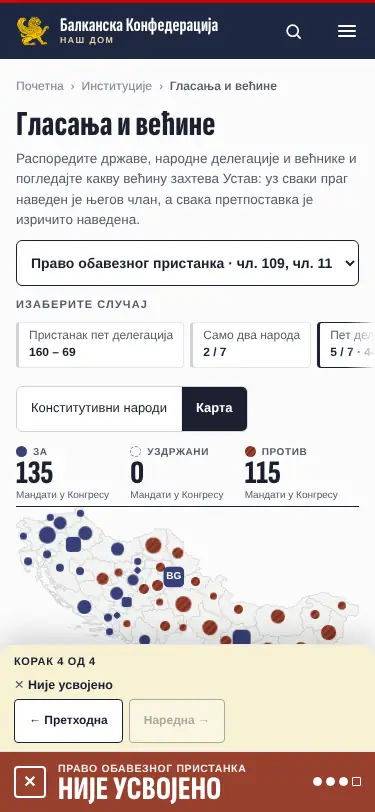 Балканска Конфедерација
НАШ ДОМ
Почетна › Институције › Гласања и већине
Гласања и већине
Распоредите државе, народне делегације и већнике и
погледајте какву већину захтева Устав: уз сваки праг
наведен је његов члан, а свака претпоставка је
изричито наведена.
Право обавезног пристанка · чл. 109, чл. 11
ИЗАБЕРИТЕ СЛУЧАЈ
Пристанак пет делегација
160 – 69
Само два народа
2 / 7
Пет
5 / 7 ·
Конститутивни народи
Карта
ЗА
135
Мандати у Конгресу
УЗДРЖАНИ
0
Мандати у Конгресу
ПРОТИВ
115
Мандати у Конгресу
BG
КОРАК 4 ОД 4
✕ Није усвојено
← Претходна
Наредна →
ПРАВО ОБАВЕЗНОГ ПРИСТАНКА
НИЈЕ УСВОЈЕНО